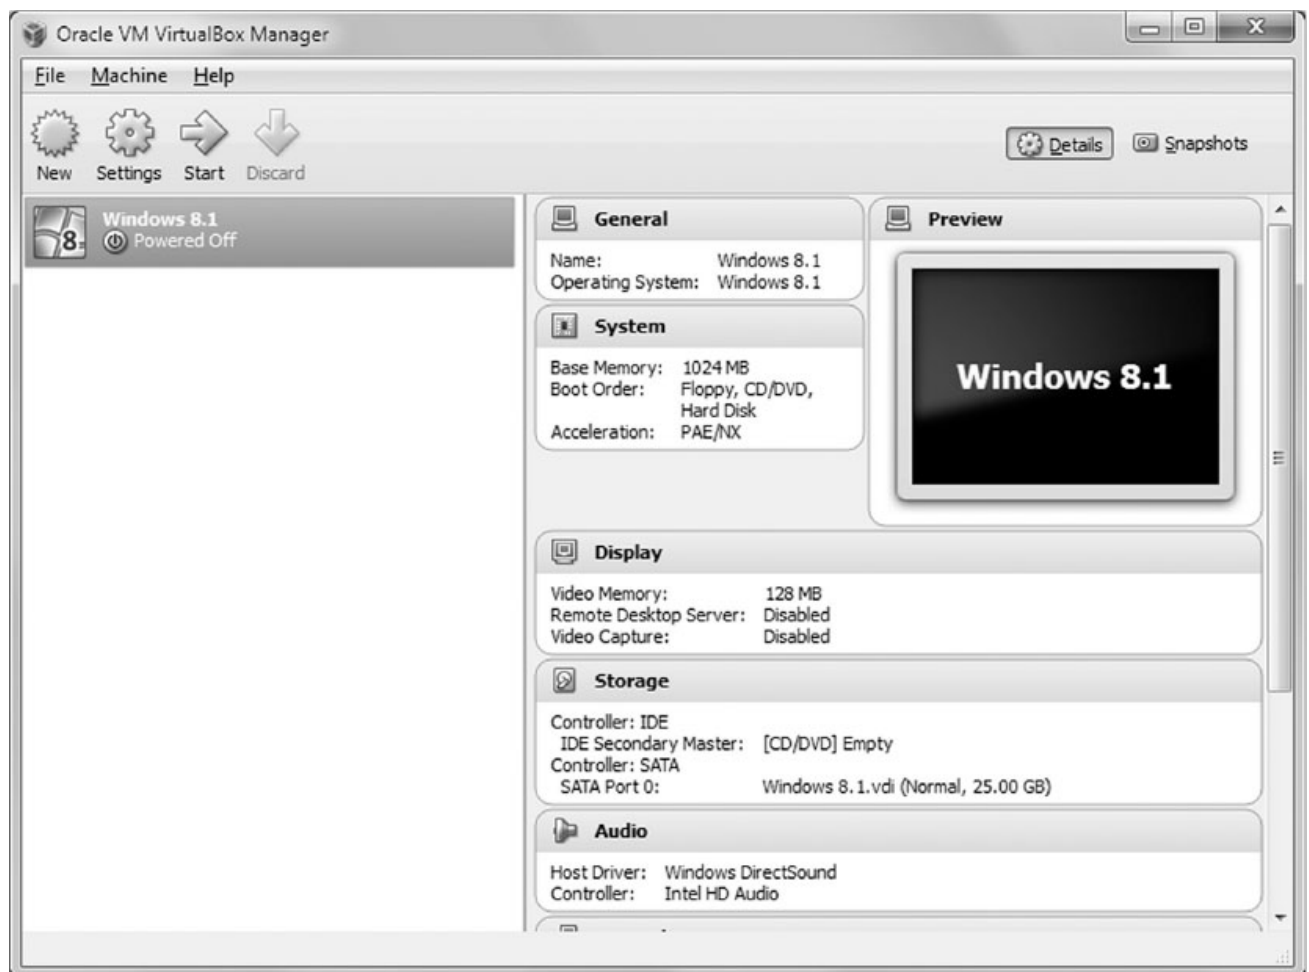 Oracle VM VirtualBox Manager
File Machine Help
New Settings Start Discard
Details Snapshots
Windows 8.1
Powered Off
8
General
Name: Windows 8.1
Operating System: Windows 8.1
System
Base Memory: 1024 MB
Boot Order: Floppy, CD/DVD,
Hard Disk
Acceleration: PAE/NX
Preview
Windows 8.1
Display
Video Memory: 128 MB
Remote Desktop Server: Disabled
Video Capture: Disabled
Storage
Controller: IDE
IDE Secondary Master: [CD/DVD] Empty
Controller: SATA
SATA Port 0: Windows 8.1.vdi (Normal, 25.00 GB)
Audio
Host Driver: Windows DirectSound
Controller: Intel HD Audio